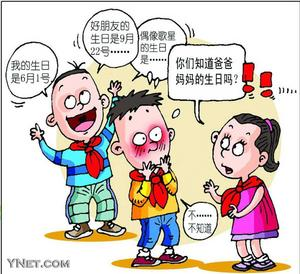 我的生日
是6月1号
好朋友的
生日是9月
22号……
偶像歌星
的生日
是……
你们知道爸爸
妈妈的生日吗？
!!...
不……
不知道
YNET.COM